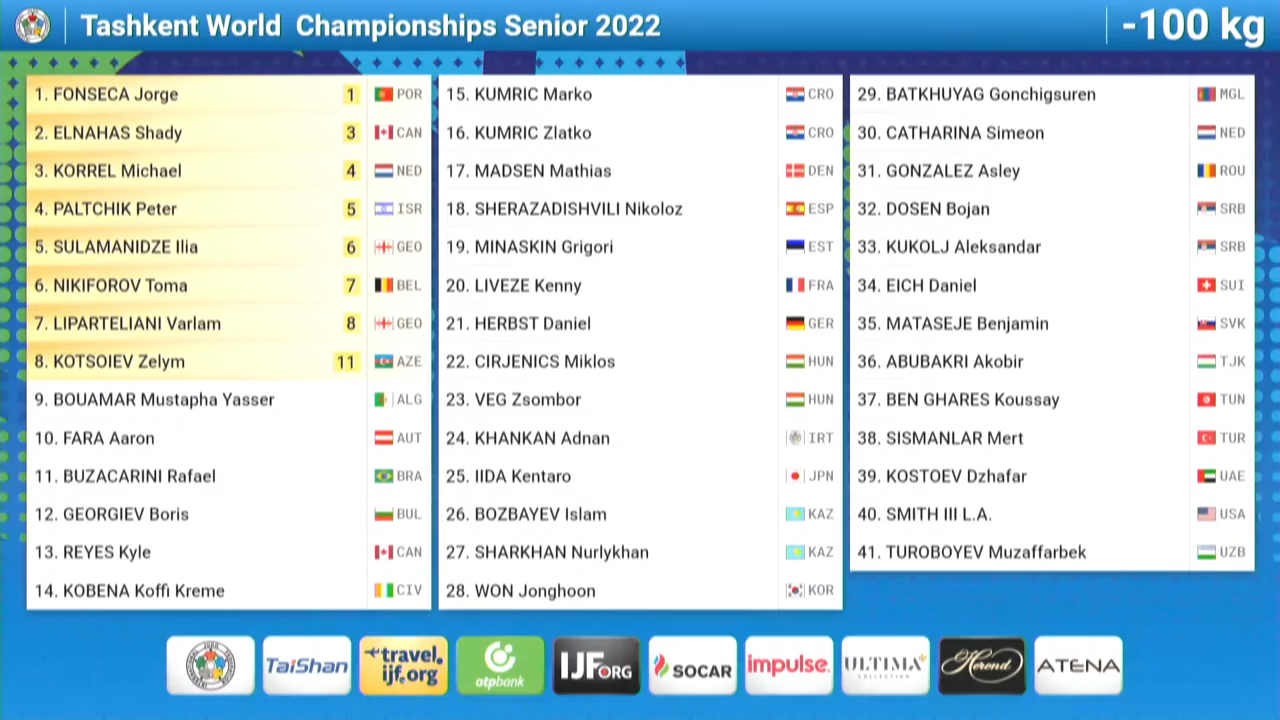 Tashkent World Championships Senior 2022
-100 kg
1. FONSECA Jorge 1 POR
2. ELNAHAS Shady 3 CAN
3. KORREL Michael 4 NED
4. PALTCHIK Peter 5 ISR
5. SULAMANIDZE Ilia 6 GEO
6. NIKIFOROV Toma 7 BEL
7. LIPARTELIANI Varlam 8 GEO
8. KOTSOIEV Zelym 11 AZE
9. BOUAMAR Mustapha Yasser ALG
10. FARA Aaron AUT
11. BUZACARINI Rafael BRA
12. GEORGIEV Boris BUL
13. REYES Kyle CAN
14. KOBENA Koffi Kreme CIV
15. KUMRIC Marko CRO
16. KUMRIC Zlatko CRO
17. MADSEN Mathias DEN
18. SHERAZADISHVILI Nikoloz ESP
19. MINASKIN Grigori EST
20. LIVEZE Kenny FRA
21. HERBST Daniel GER
22. CIRJENICS Miklos HUN
23. VEG Zsombor HUN
24. KHANKAN Adnan IRT
25. IIDA Kentaro JPN
26. BOZBAYEV Islam KAZ
27. SHARKHAN Nurlykhan KAZ
28. WON Jonghoon KOR
29. BATKHUYAG Gonchigsuren MGL
30. CATHARINA Simeon NED
31. GONZALEZ Asley ROU
32. DOSEN Bojan SRB
33. KUKOLJ Aleksandar SRB
34. EICH Daniel SUI
35. MATASEJE Benjamin SVK
36. ABUBAKRI Akobir TJK
37. BEN GHARES Koussay TUN
38. SISMANLAR Mert TUR
39. KOSTOEV Dzhafar UAE
40. SMITH III L.A. USA
41. TUROBOYEV Muzaffarbek UZB
TaiShan
travel.
ijf.org
otpbank
IJF.ORG
SOCAR
impulse.
ULTIMA
COLLECTION
Herend
ATENA